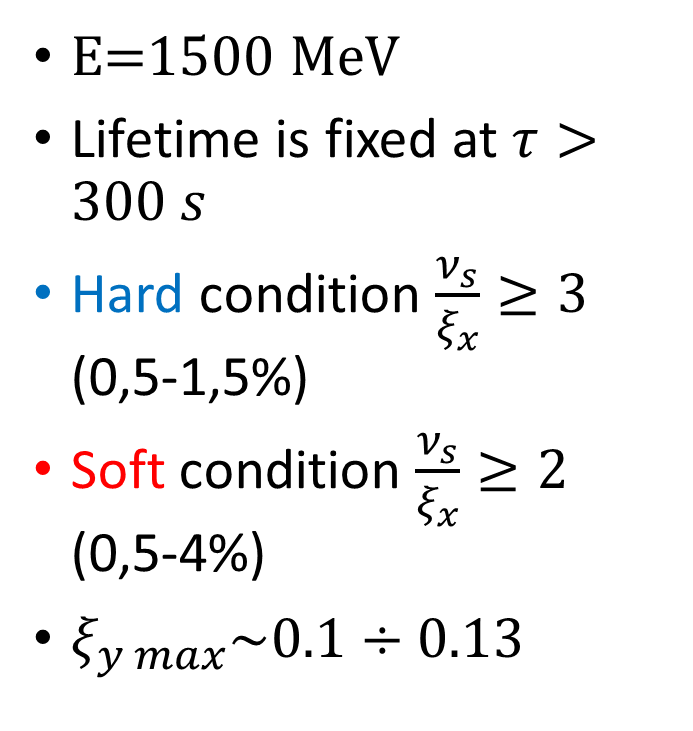 • E=1500 MeV
• Lifetime is fixed at τ >
300 s
• Hard condition νₛ/ξₓ ≥ 3
(0,5-1,5%)
• Soft condition νₛ/ξₓ ≥ 2
(0,5-4%)
• ξ_{y max}~0.1 ÷ 0.13